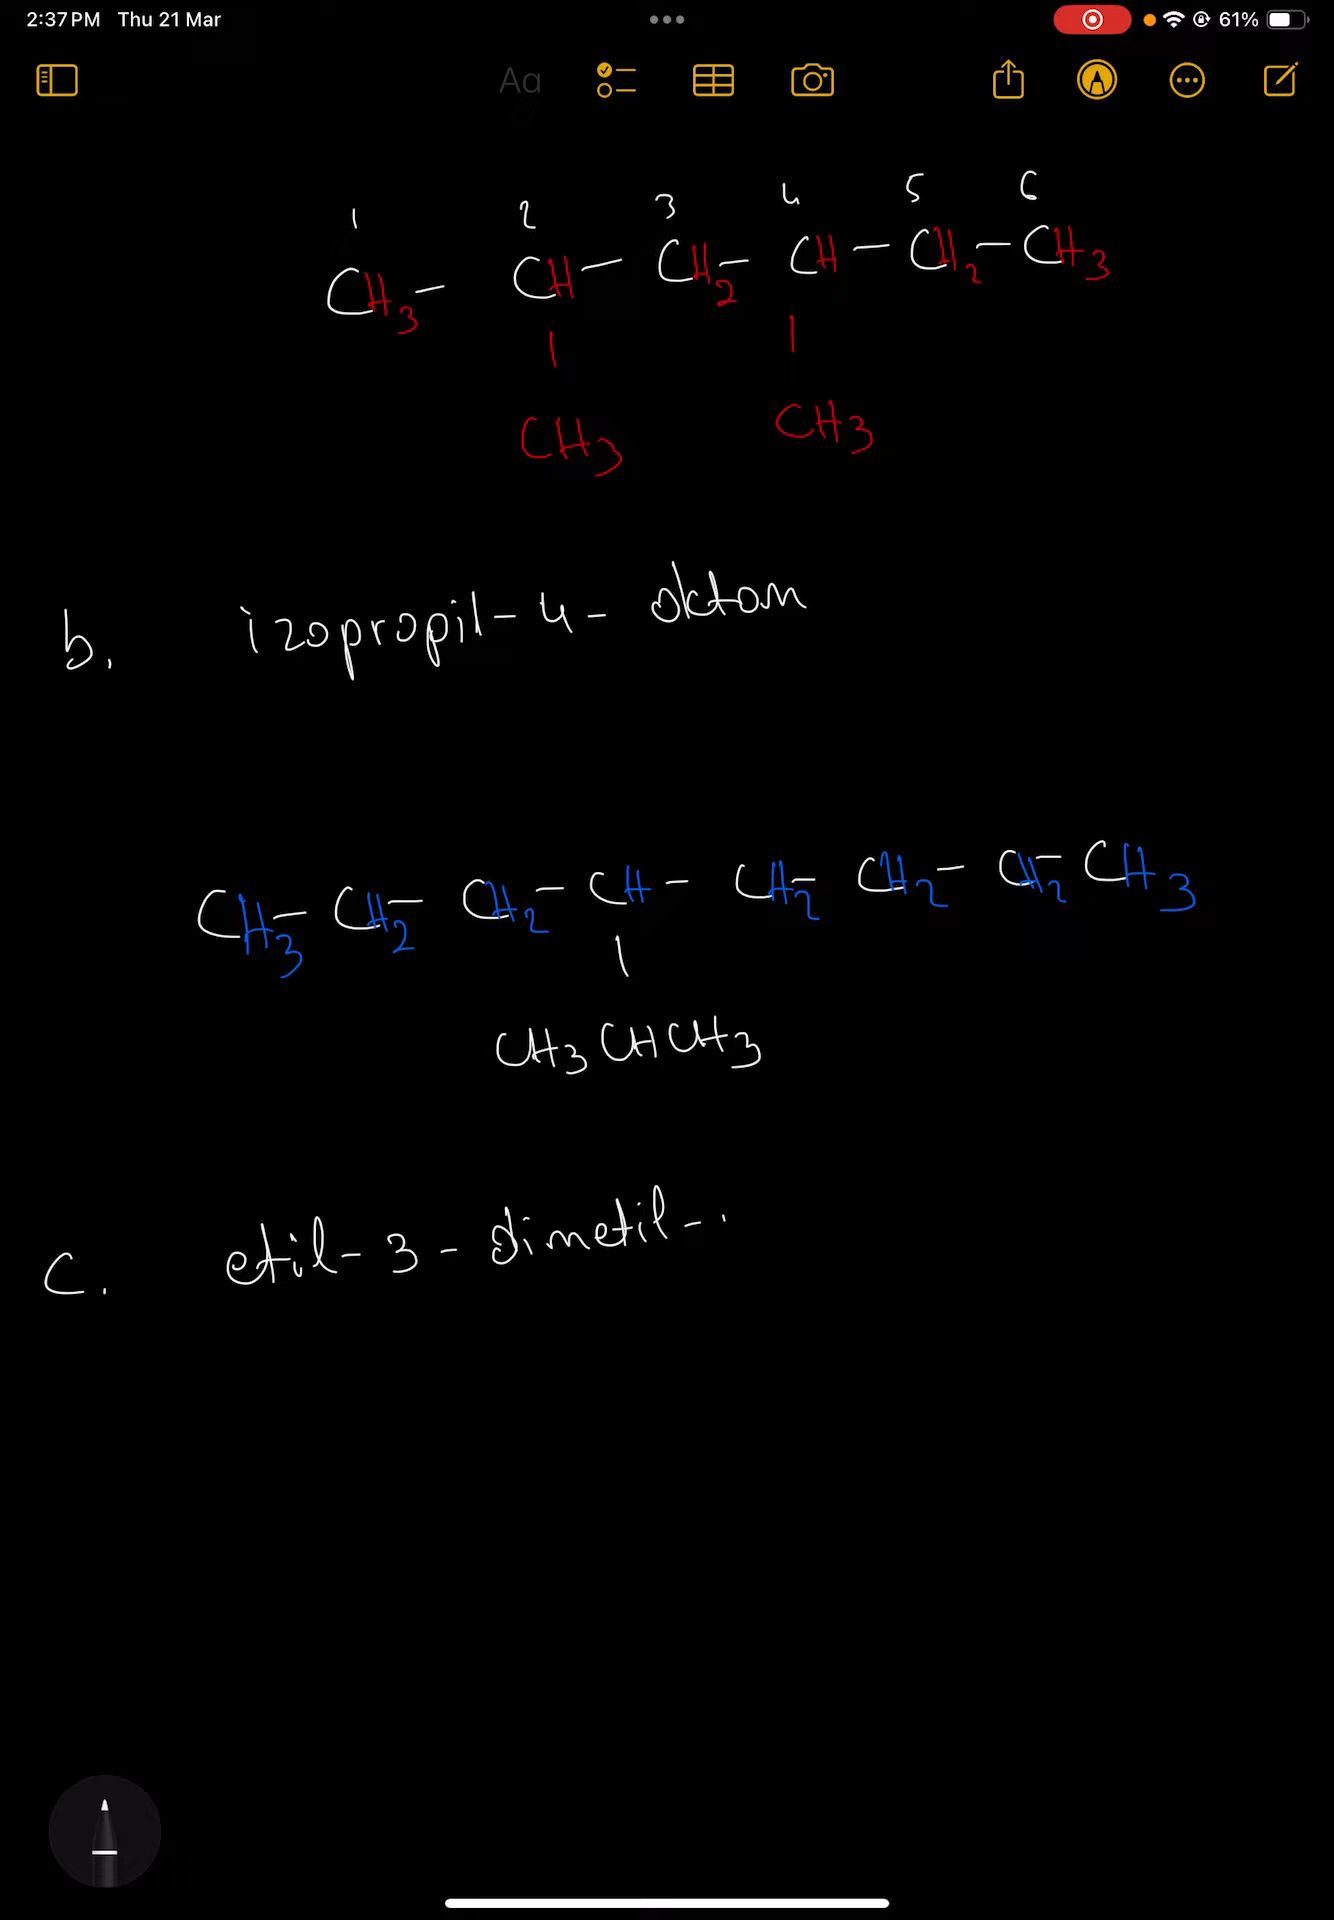 2:37 PM Thu 21 Mar 61%
Aa
1 2 3 4 5 6
CH3 - CH - CH2 - CH - CH2 - CH3
CH3 CH3
b. izopropil - 4 - oktan
CH3 - CH2 - CH2 - CH - CH2 - CH2 - CH2 - CH3
CH3 CH CH3
c. etil - 3 - dimetil - .